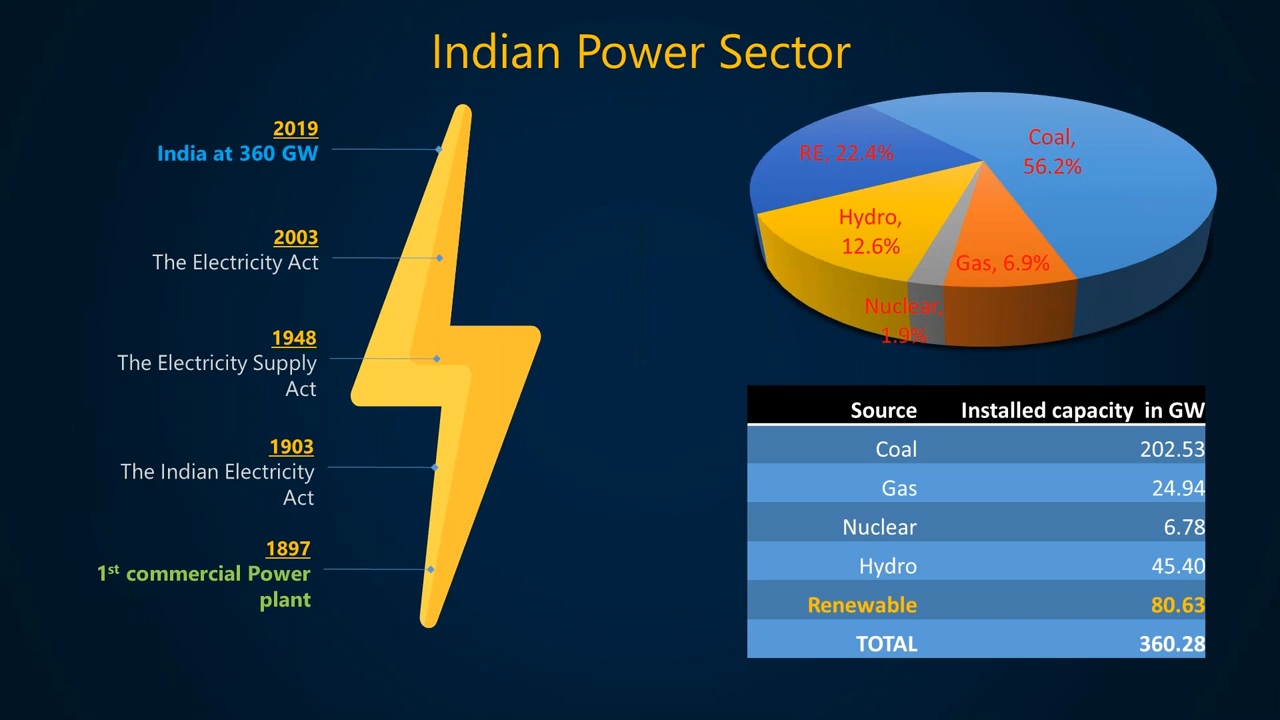 Indian Power Sector
2019
India at 360 GW
2003
The Electricity Act
1948
The Electricity Supply
Act
1903
The Indian Electricity
Act
1897
1st commercial Power
plant
Coal,
56.2%
RE, 22.4%
Hydro,
12.6%
Gas, 6.9%
Nuclear,
1.9%
Source Installed capacity in GW
Coal 202.53
Gas 24.94
Nuclear 6.78
Hydro 45.40
Renewable 80.63
TOTAL 360.28